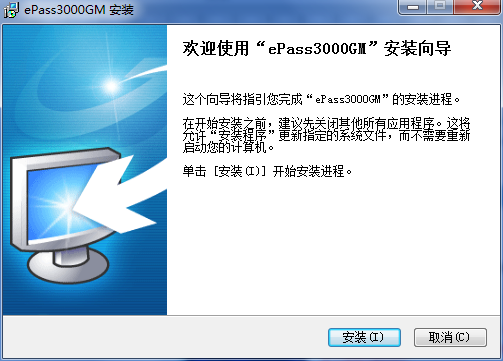 ePass3000GM 安装
欢迎使用“ePass3000GM”安装向导
这个向导将指引您完成“ePass3000GM”的安装进程。
在开始安装之前，建议先关闭其他所有应用程序。这将
允许“安装程序”更新指定的系统文件，而不需要重新
启动您的计算机。
单击 [安装(I)] 开始安装进程。
安装(I)
取消(C)